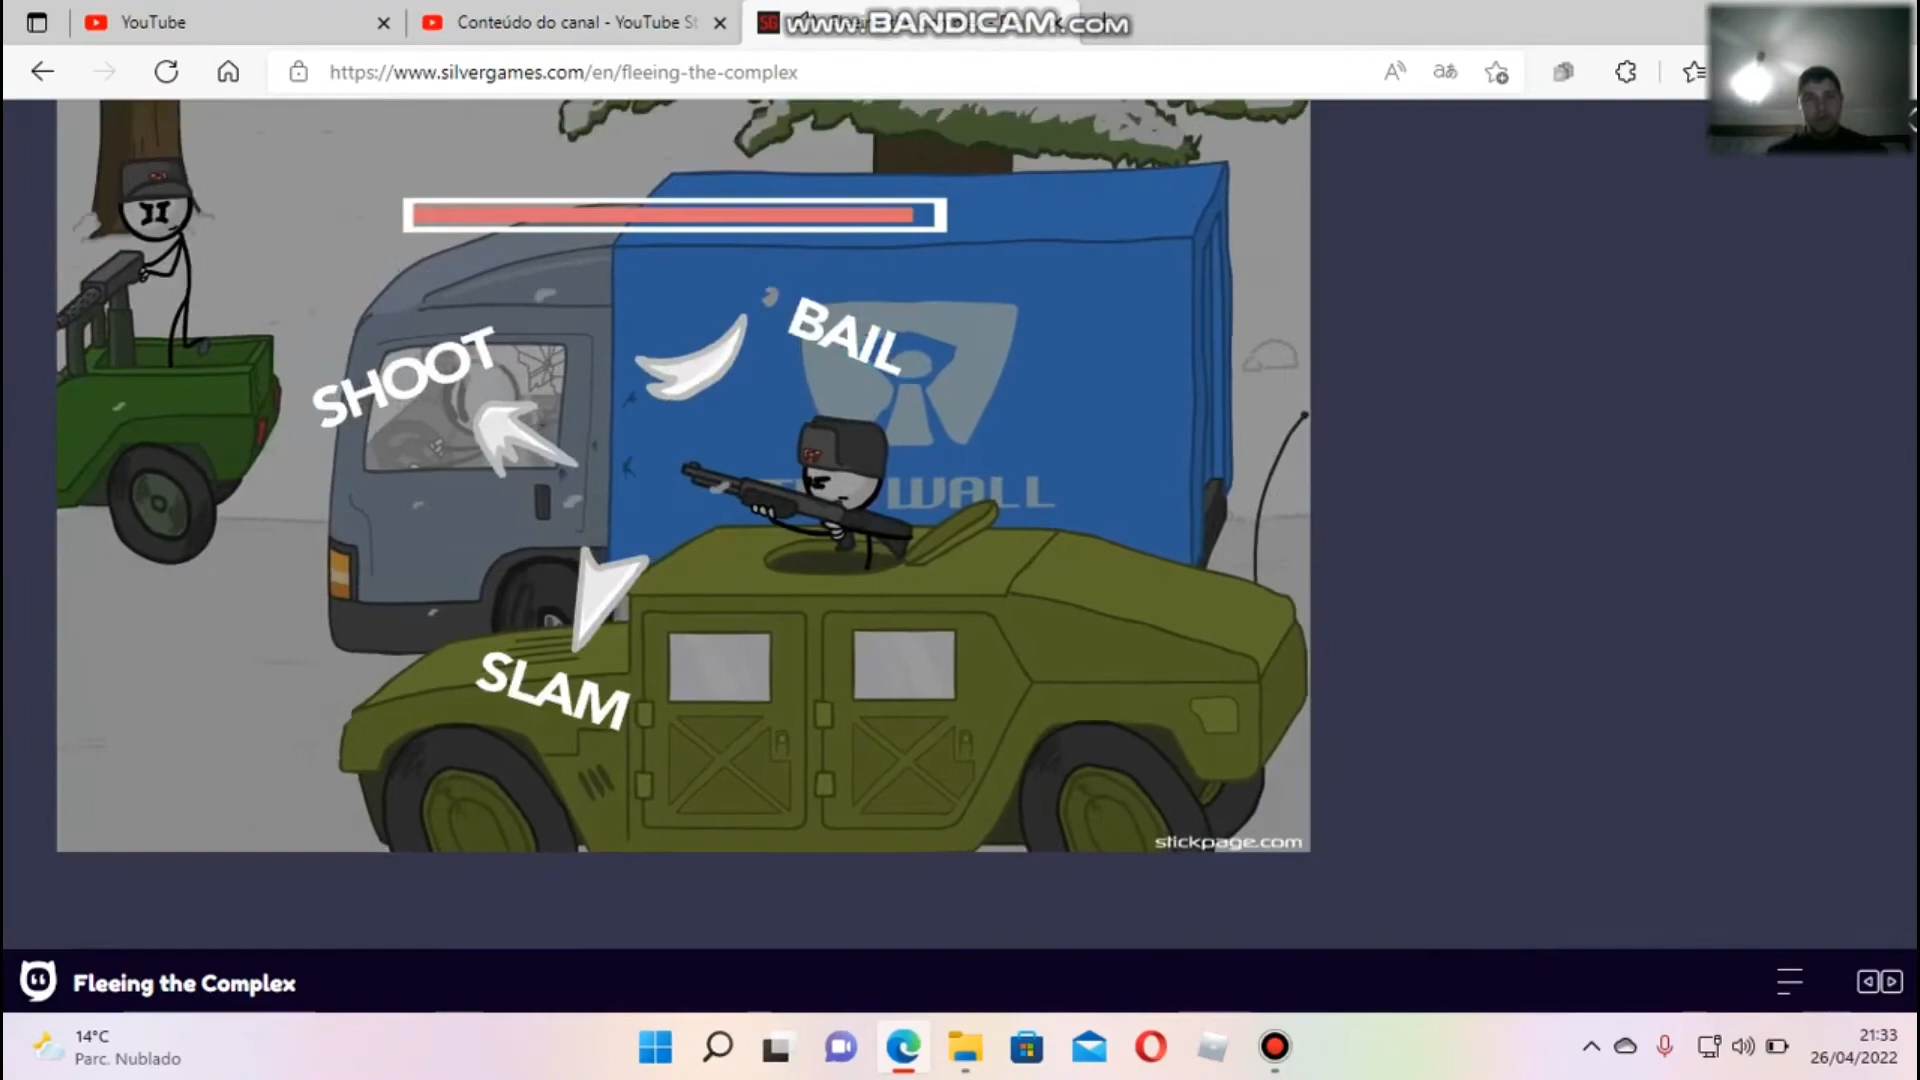 YouTube
Conteúdo do canal - YouTube St
www.BANDICAM.com
https://www.silvergames.com/en/fleeing-the-complex
SHOOT
BAIL
WALL
SLAM
stickpage.com
Fleeing the Complex
14°C
Parc. Nublado
21:33
26/04/2022